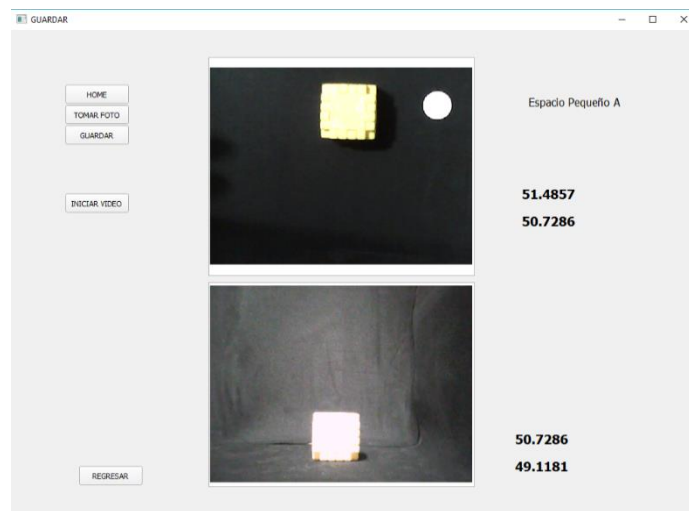 GUARDAR
HOME
TOMAR FOTO
GUARDAR
INICIAR VIDEO
REGRESAR
Espacio Pequeño A
51.4857
50.7286
50.7286
49.1181